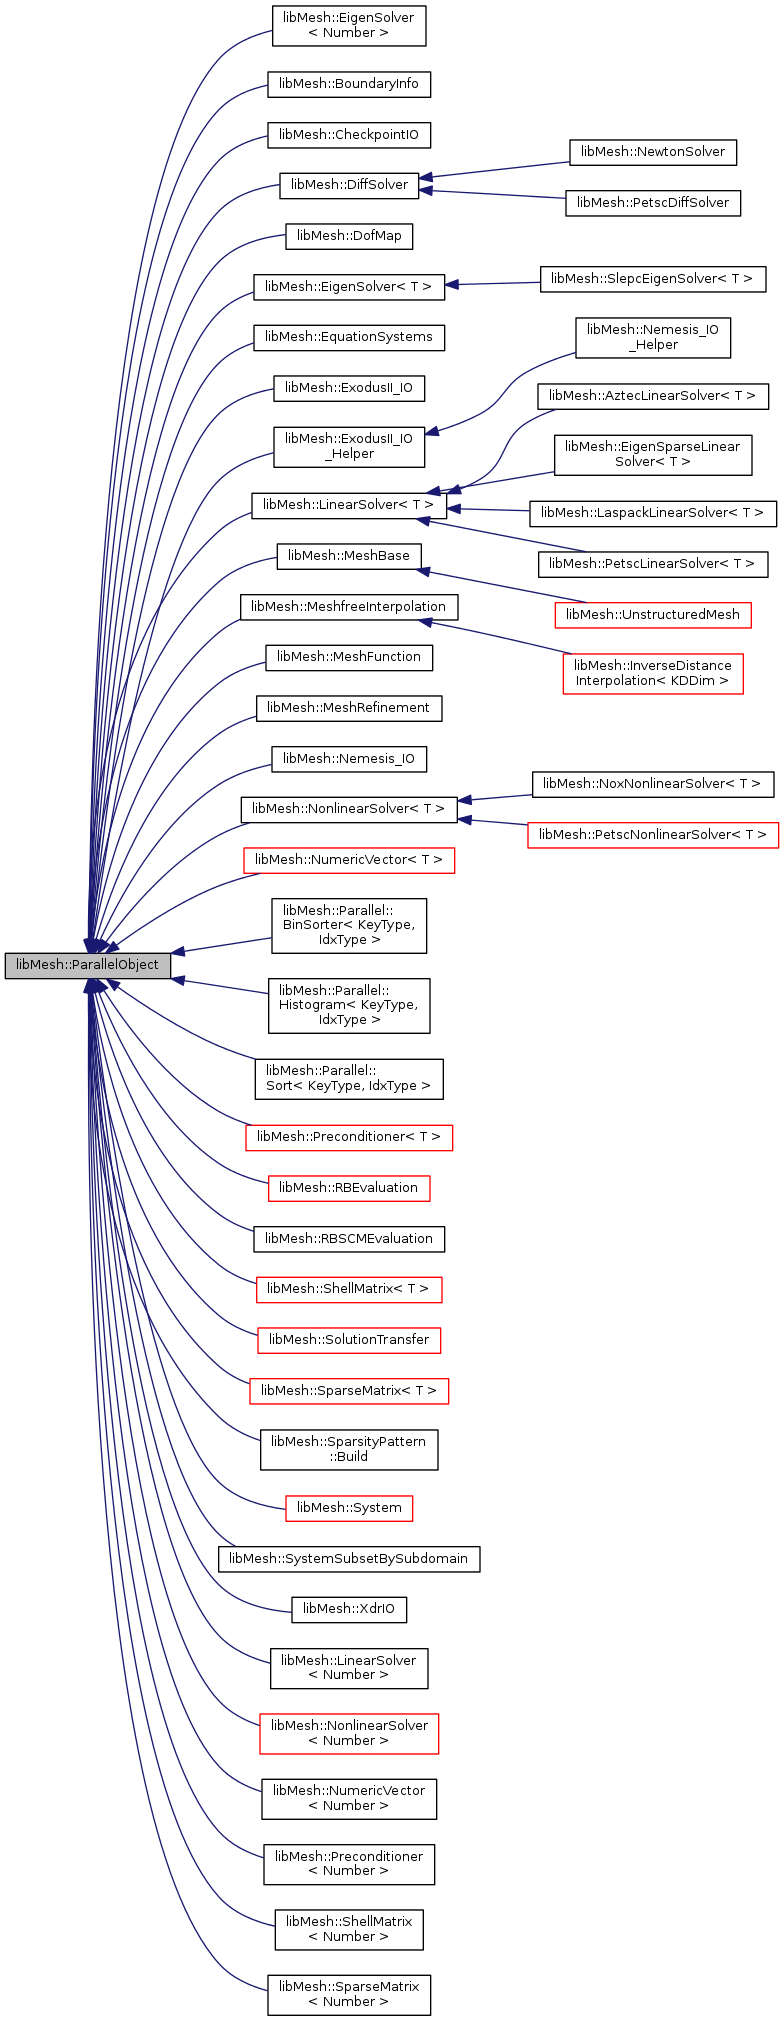 libMesh::EigenSolver
< Number >
libMesh::BoundaryInfo
libMesh::CheckpointIO
libMesh::NewtonSolver
libMesh::DiffSolver
libMesh::PetscDiffSolver
libMesh::DofMap
libMesh::SlepcEigenSolver< T >
libMesh::EigenSolver< T >
libMesh::EquationSystems
libMesh::Nemesis_IO
_Helper
libMesh::ExodusII_IO
libMesh::AztecLinearSolver< T >
libMesh::ExodusII_IO
_Helper
libMesh::EigenSparseLinear
Solver< T >
libMesh::LinearSolver< T >
libMesh::LaspackLinearSolver< T >
libMesh::MeshBase
libMesh::PetscLinearSolver< T >
libMesh::MeshfreeInterpolation
libMesh::UnstructuredMesh
libMesh::MeshFunction
libMesh::InverseDistance
Interpolation< KDDim >
libMesh::MeshRefinement
libMesh::Nemesis_IO
libMesh::NoxNonlinearSolver< T >
libMesh::NonlinearSolver< T >
libMesh::PetscNonlinearSolver< T >
libMesh::NumericVector< T >
libMesh::Parallel::
BinSorter< KeyType,
IdxType >
libMesh::ParallelObject
libMesh::Parallel::
Histogram< KeyType,
IdxType >
libMesh::Parallel::
Sort< KeyType, IdxType >
libMesh::Preconditioner< T >
libMesh::RBEvaluation
libMesh::RBSCMEvaluation
libMesh::ShellMatrix< T >
libMesh::SolutionTransfer
libMesh::SparseMatrix< T >
libMesh::SparsityPattern
::Build
libMesh::System
libMesh::SystemSubsetBySubdomain
libMesh::XdrIO
libMesh::LinearSolver
< Number >
libMesh::NonlinearSolver
< Number >
libMesh::NumericVector
< Number >
libMesh::Preconditioner
< Number >
libMesh::ShellMatrix
< Number >
libMesh::SparseMatrix
< Number >